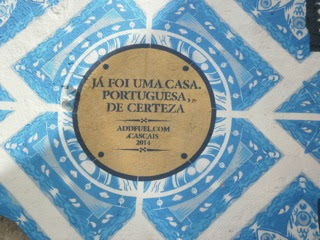 JÁ FOI UMA CASA.
PORTUGUESA,
DE CERTEZA
ADDFUEL.COM
CASCAIS
2014